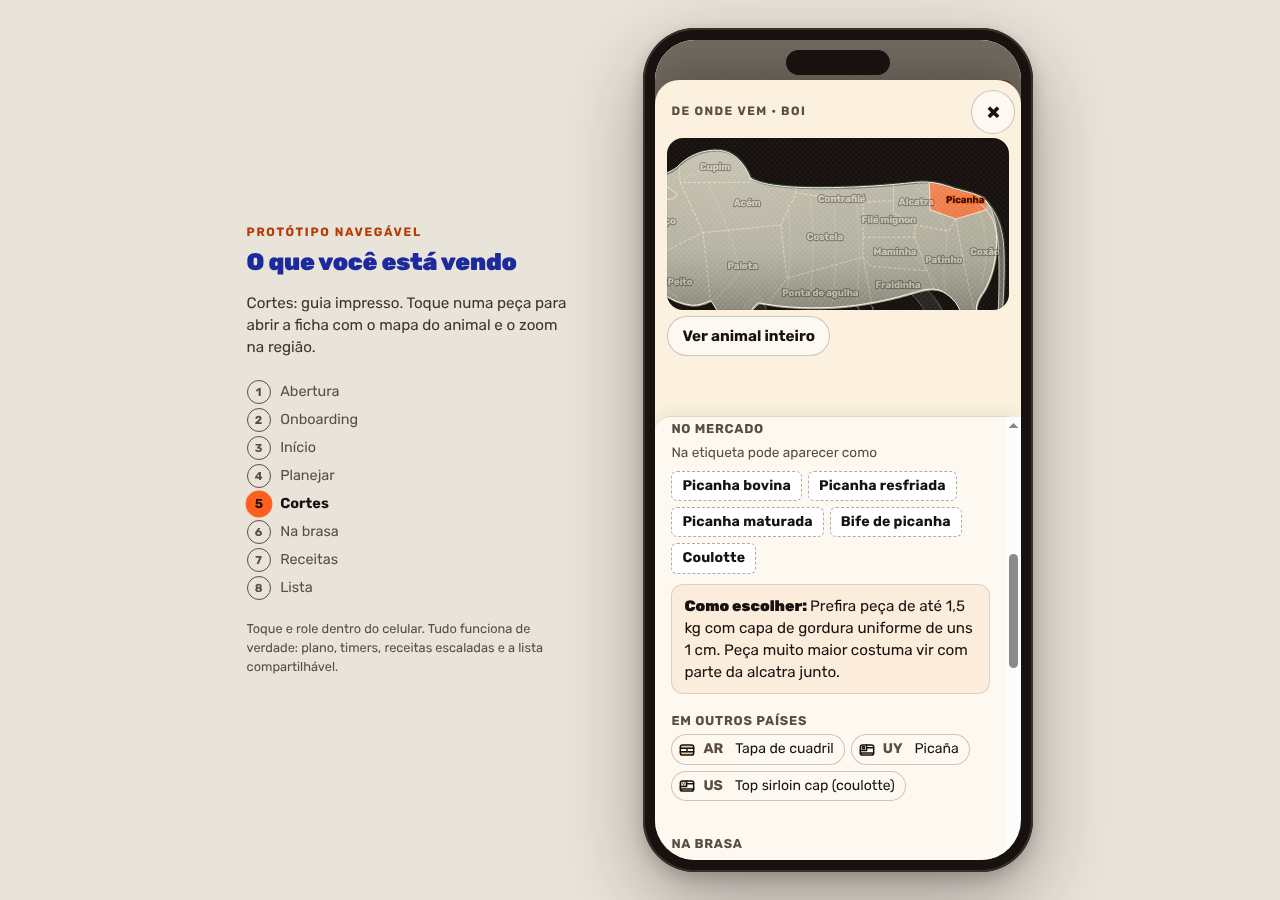 PROTÓTIPO NAVEGÁVEL
O que você está vendo
Cortes: guia impresso. Toque numa peça para
abrir a ficha com o mapa do animal e o zoom
na região.
1 Abertura
2 Onboarding
3 Início
4 Planejar
5 Cortes
6 Na brasa
7 Receitas
8 Lista
Toque e role dentro do celular. Tudo funciona de
verdade: plano, timers, receitas escaladas e a lista
compartilhável.
DE ONDE VEM • BOI
Cupim
Acém
Contrafilé
Alcatra
Picanha
ço
Filé mignon
Costela
Maminha
Patinho
Coxão
Paleta
Peito
Fraldinha
Ponta de agulha
Ver animal inteiro
NO MERCADO
Na etiqueta pode aparecer como
Picanha bovina
Picanha resfriada
Picanha maturada
Bife de picanha
Coulotte
Como escolher: Prefira peça de até 1,5
kg com capa de gordura uniforme de uns
1 cm. Peça muito maior costuma vir com
parte da alcatra junto.
EM OUTROS PAÍSES
AR Tapa de cuadril
UY Picaña
US Top sirloin cap (coulotte)
NA BRASA